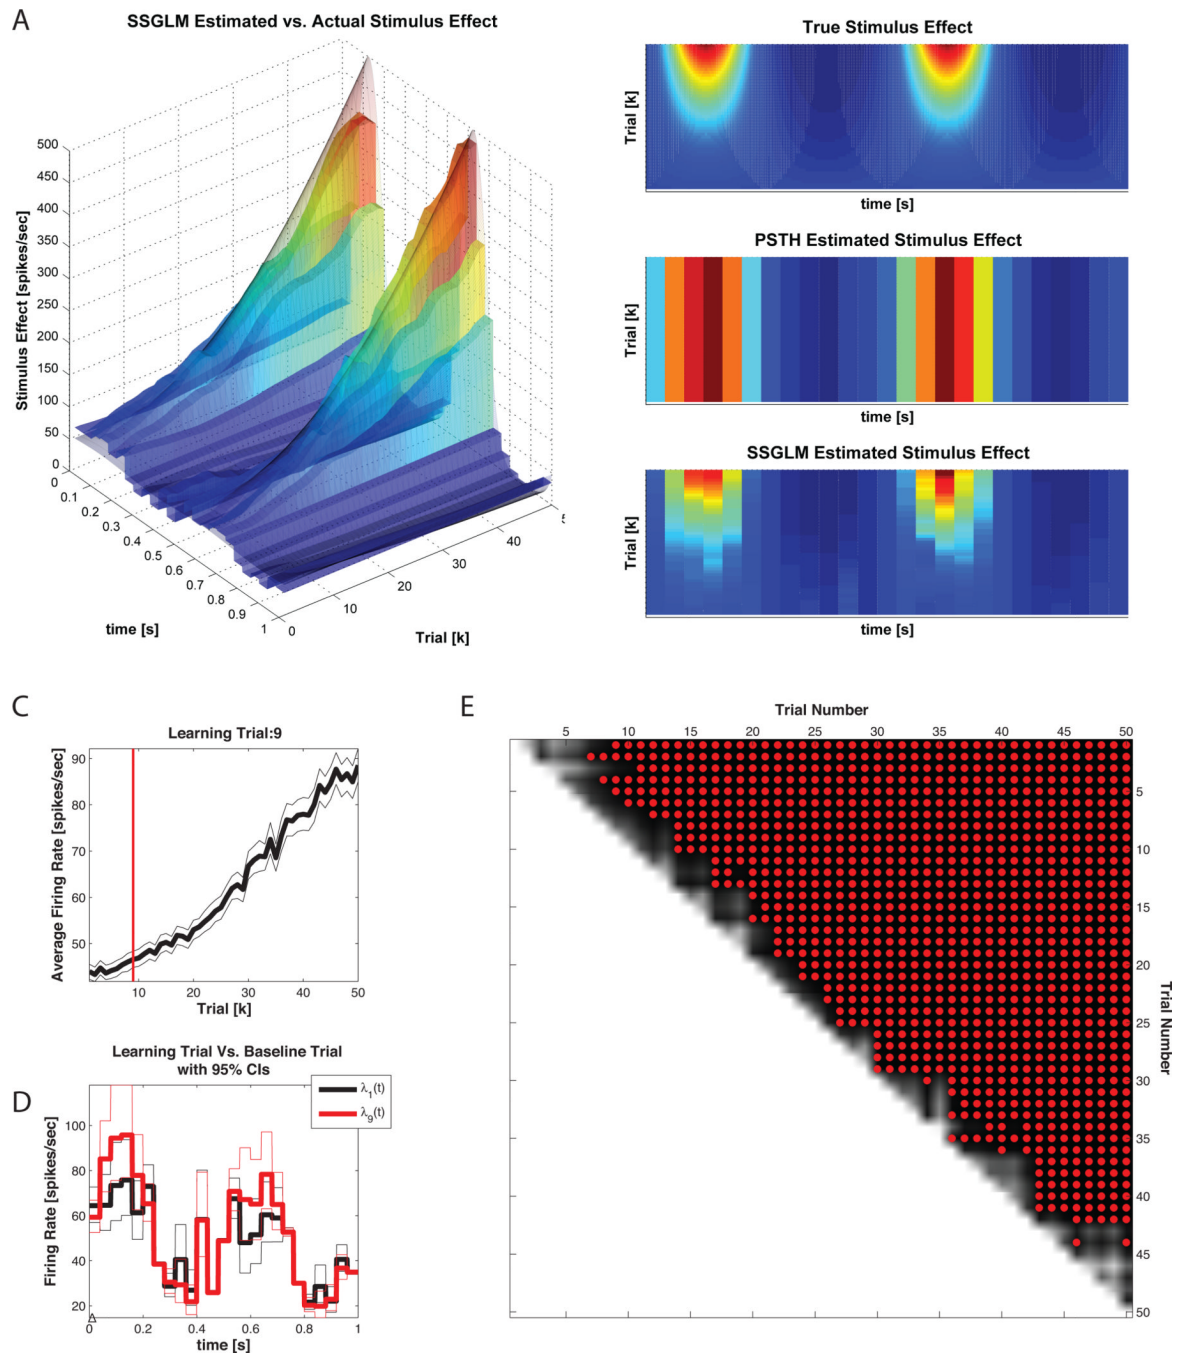 A
SSGLM Estimated vs. Actual Stimulus Effect
Stimulus Effect [spikes/sec]
500
450
400
350
300
250
200
150
100
50
0
0
0.1
0.2
0.3
0.4
0.5
0.6
0.7
0.8
0.9
1
time [s]
0
10
20
30
40
5
Trial [k]
True Stimulus Effect
Trial [k]
time [s]
PSTH Estimated Stimulus Effect
Trial [k]
time [s]
SSGLM Estimated Stimulus Effect
Trial [k]
time [s]
C
Learning Trial:9
Average Firing Rate [spikes/sec]
90
80
70
60
50
10 20 30 40 50
Trial [k]
D
Learning Trial Vs. Baseline Trial
with 95% CIs
λ1(t)
λ9(t)
Firing Rate [spikes/sec]
100
80
60
40
20
0 0.2 0.4 0.6 0.8 1
time [s]
E
Trial Number
5 10 15 20 25 30 35 40 45 50
5
10
15
20
25
30
35
40
45
50
Trial Number